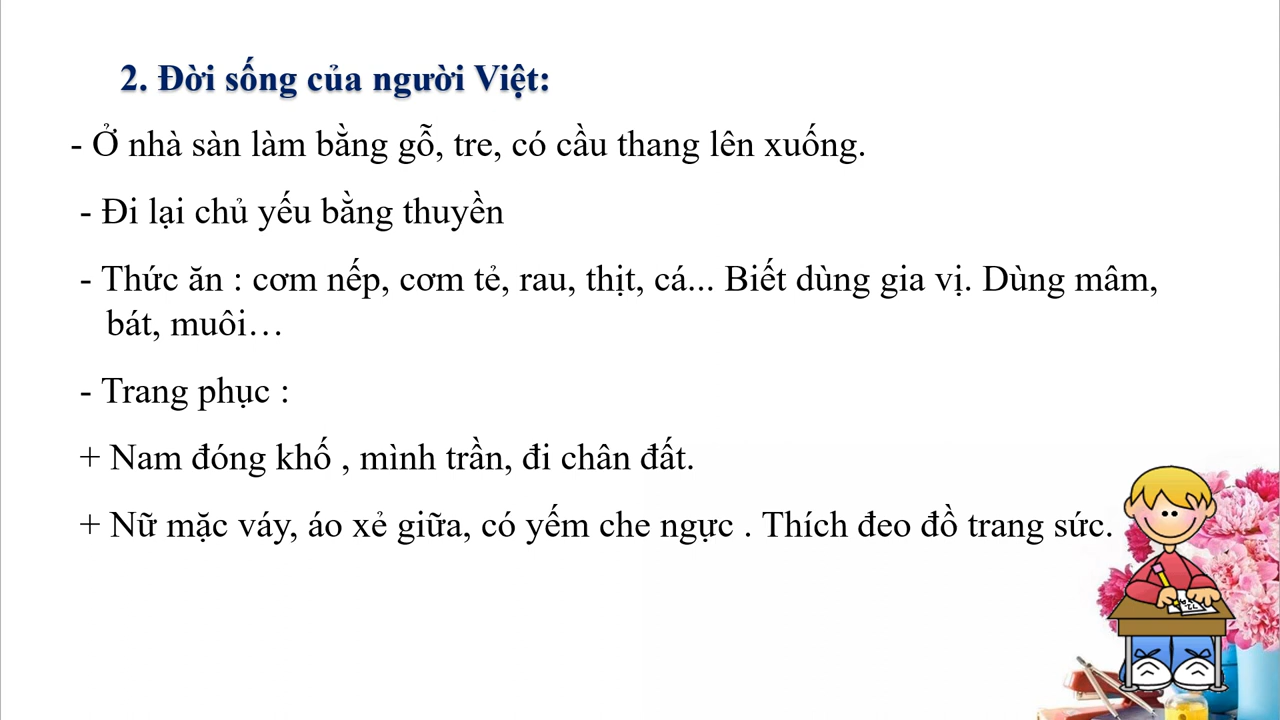 2. Đời sống của người Việt:
- Ở nhà sàn làm bằng gỗ, tre, có cầu thang lên xuống.
- Đi lại chủ yếu bằng thuyền
- Thức ăn : cơm nếp, cơm tẻ, rau, thịt, cá... Biết dùng gia vị. Dùng mâm,
bát, muôi…
- Trang phục :
+ Nam đóng khố , mình trần, đi chân đất.
+ Nữ mặc váy, áo xẻ giữa, có yếm che ngực . Thích đeo đồ trang sức.